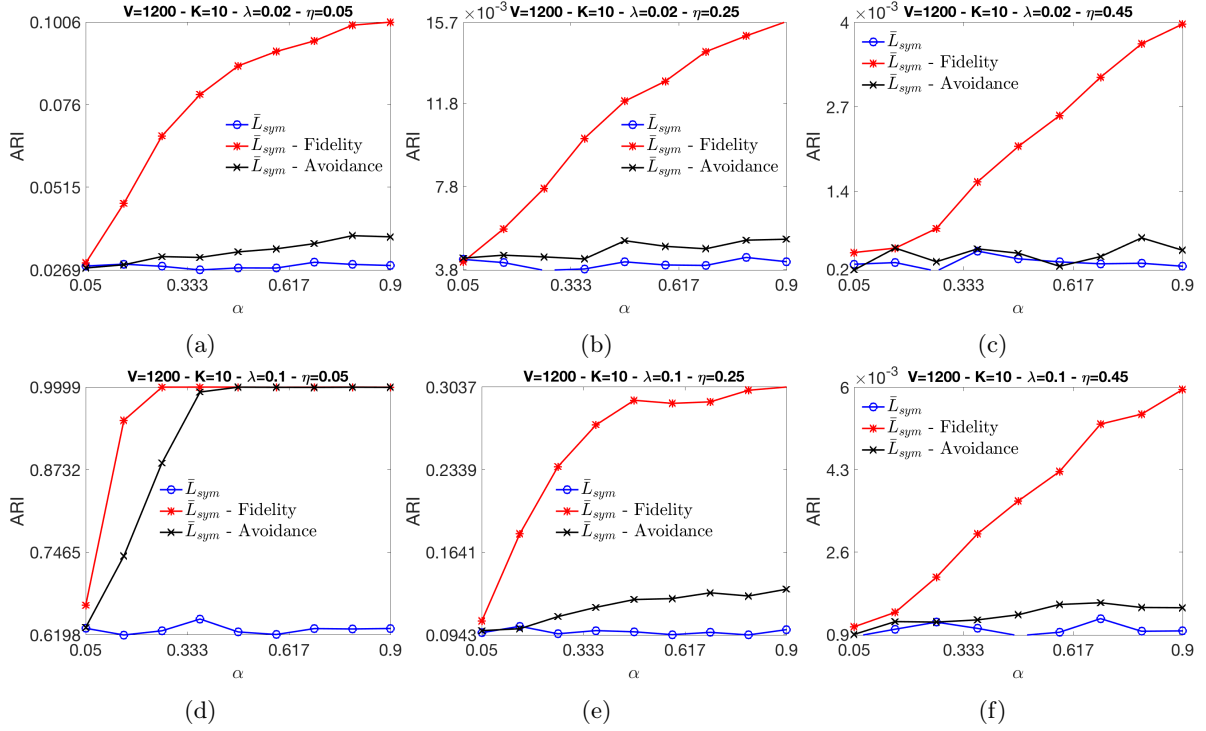 V=1200 - K=10 - λ=0.02 - η=0.05
0.1006
0.076
0.0515
0.0269
ARI
L̄sym
L̄sym - Fidelity
L̄sym - Avoidance
0.05 0.333 0.617 0.9
α
(a)
V=1200 - K=10 - λ=0.02 - η=0.25
×10⁻³
15.7
11.8
7.8
3.8
ARI
L̄sym
L̄sym - Fidelity
L̄sym - Avoidance
0.05 0.333 0.617 0.9
α
(b)
V=1200 - K=10 - λ=0.02 - η=0.45
×10⁻³
4
2.7
1.4
0.2
ARI
L̄sym
L̄sym - Fidelity
L̄sym - Avoidance
0.05 0.333 0.617 0.9
α
(c)
V=1200 - K=10 - λ=0.1 - η=0.05
0.9999
0.8732
0.7465
0.6198
ARI
L̄sym
L̄sym - Fidelity
L̄sym - Avoidance
0.05 0.333 0.617 0.9
α
(d)
V=1200 - K=10 - λ=0.1 - η=0.25
0.3037
0.2339
0.1641
0.0943
ARI
L̄sym
L̄sym - Fidelity
L̄sym - Avoidance
0.05 0.333 0.617 0.9
α
(e)
V=1200 - K=10 - λ=0.1 - η=0.45
×10⁻³
6
4.3
2.6
0.9
ARI
L̄sym
L̄sym - Fidelity
L̄sym - Avoidance
0.05 0.333 0.617 0.9
α
(f)